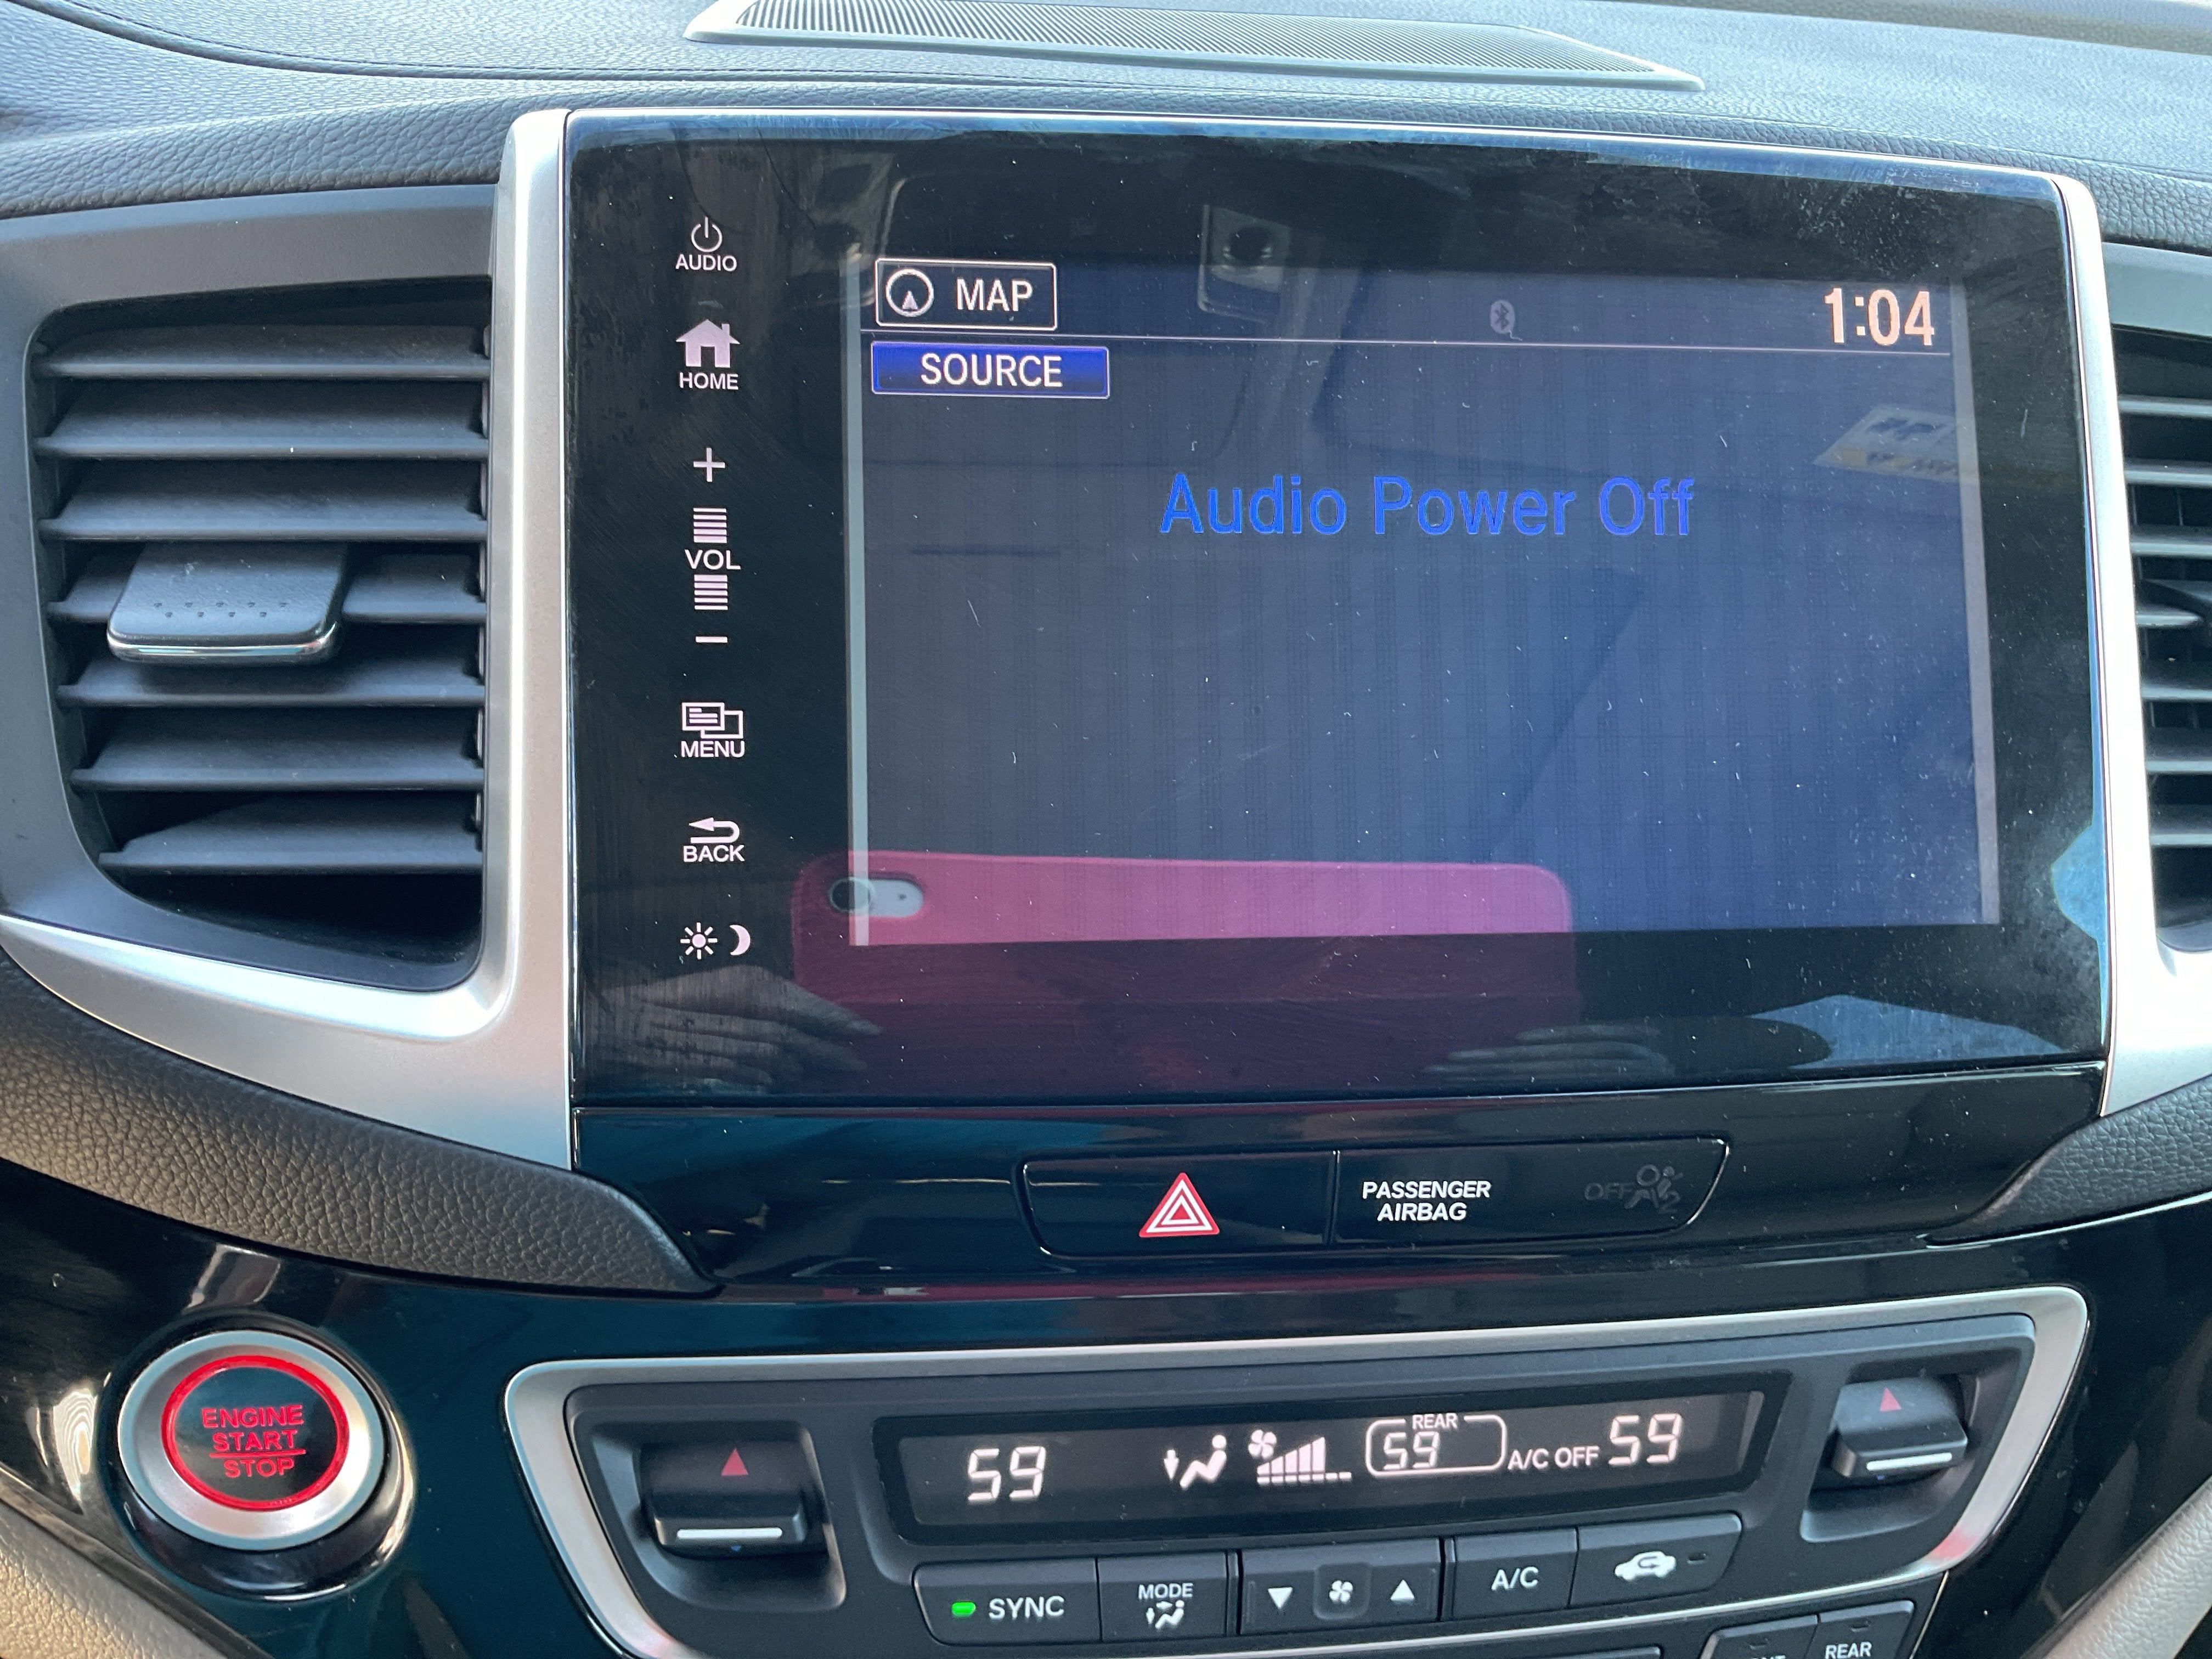 AUDIO
HOME
+
VOL
−
MENU
BACK
MAP
1:04
SOURCE
Audio Power Off
PASSENGER
AIRBAG
OFF
ENGINE
START
STOP
59
REAR
59
A/C OFF
59
SYNC
MODE
A/C
REAR